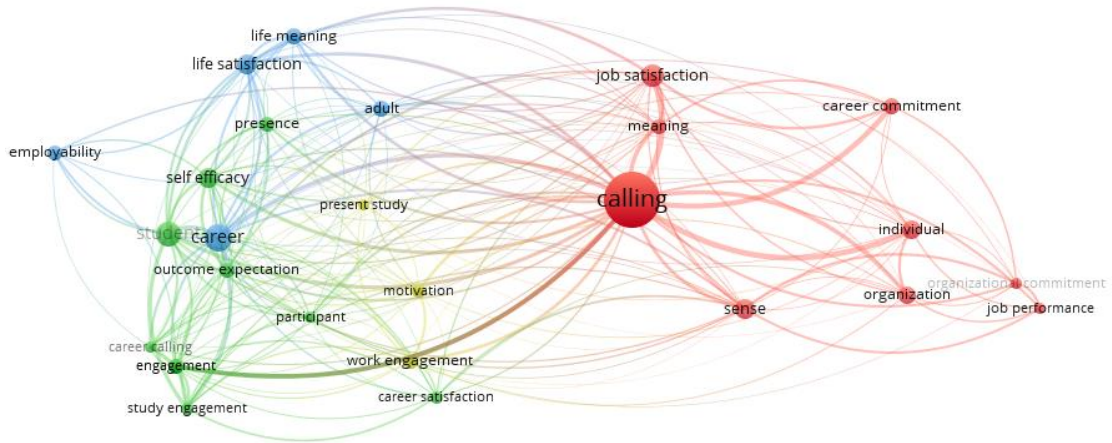 life meaning
life satisfaction
job satisfaction
adult
career commitment
presence
meaning
employability
self efficacy
calling
present study
student
career
individual
outcome expectation
organizational commitment
motivation
organization
sense
job performance
participant
career calling
work engagement
engagement
career satisfaction
study engagement